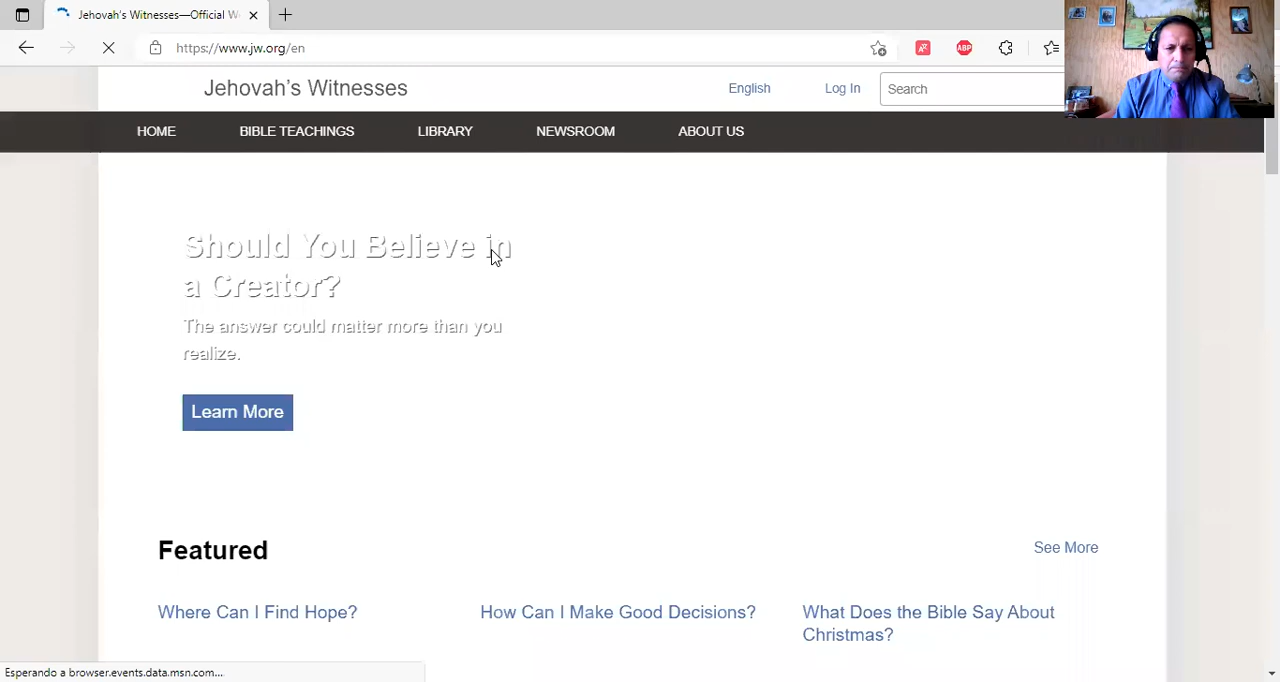 Jehovah's Witnesses—Official W
https://www.jw.org/en
ABP
Jehovah's Witnesses
English
Log In
Search
HOME
BIBLE TEACHINGS
LIBRARY
NEWSROOM
ABOUT US
Should You Believe in
a Creator?
The answer could matter more than you
realize.
Learn More
Featured
See More
Where Can I Find Hope?
How Can I Make Good Decisions?
What Does the Bible Say About
Christmas?
Esperando a browser.events.data.msn.com...